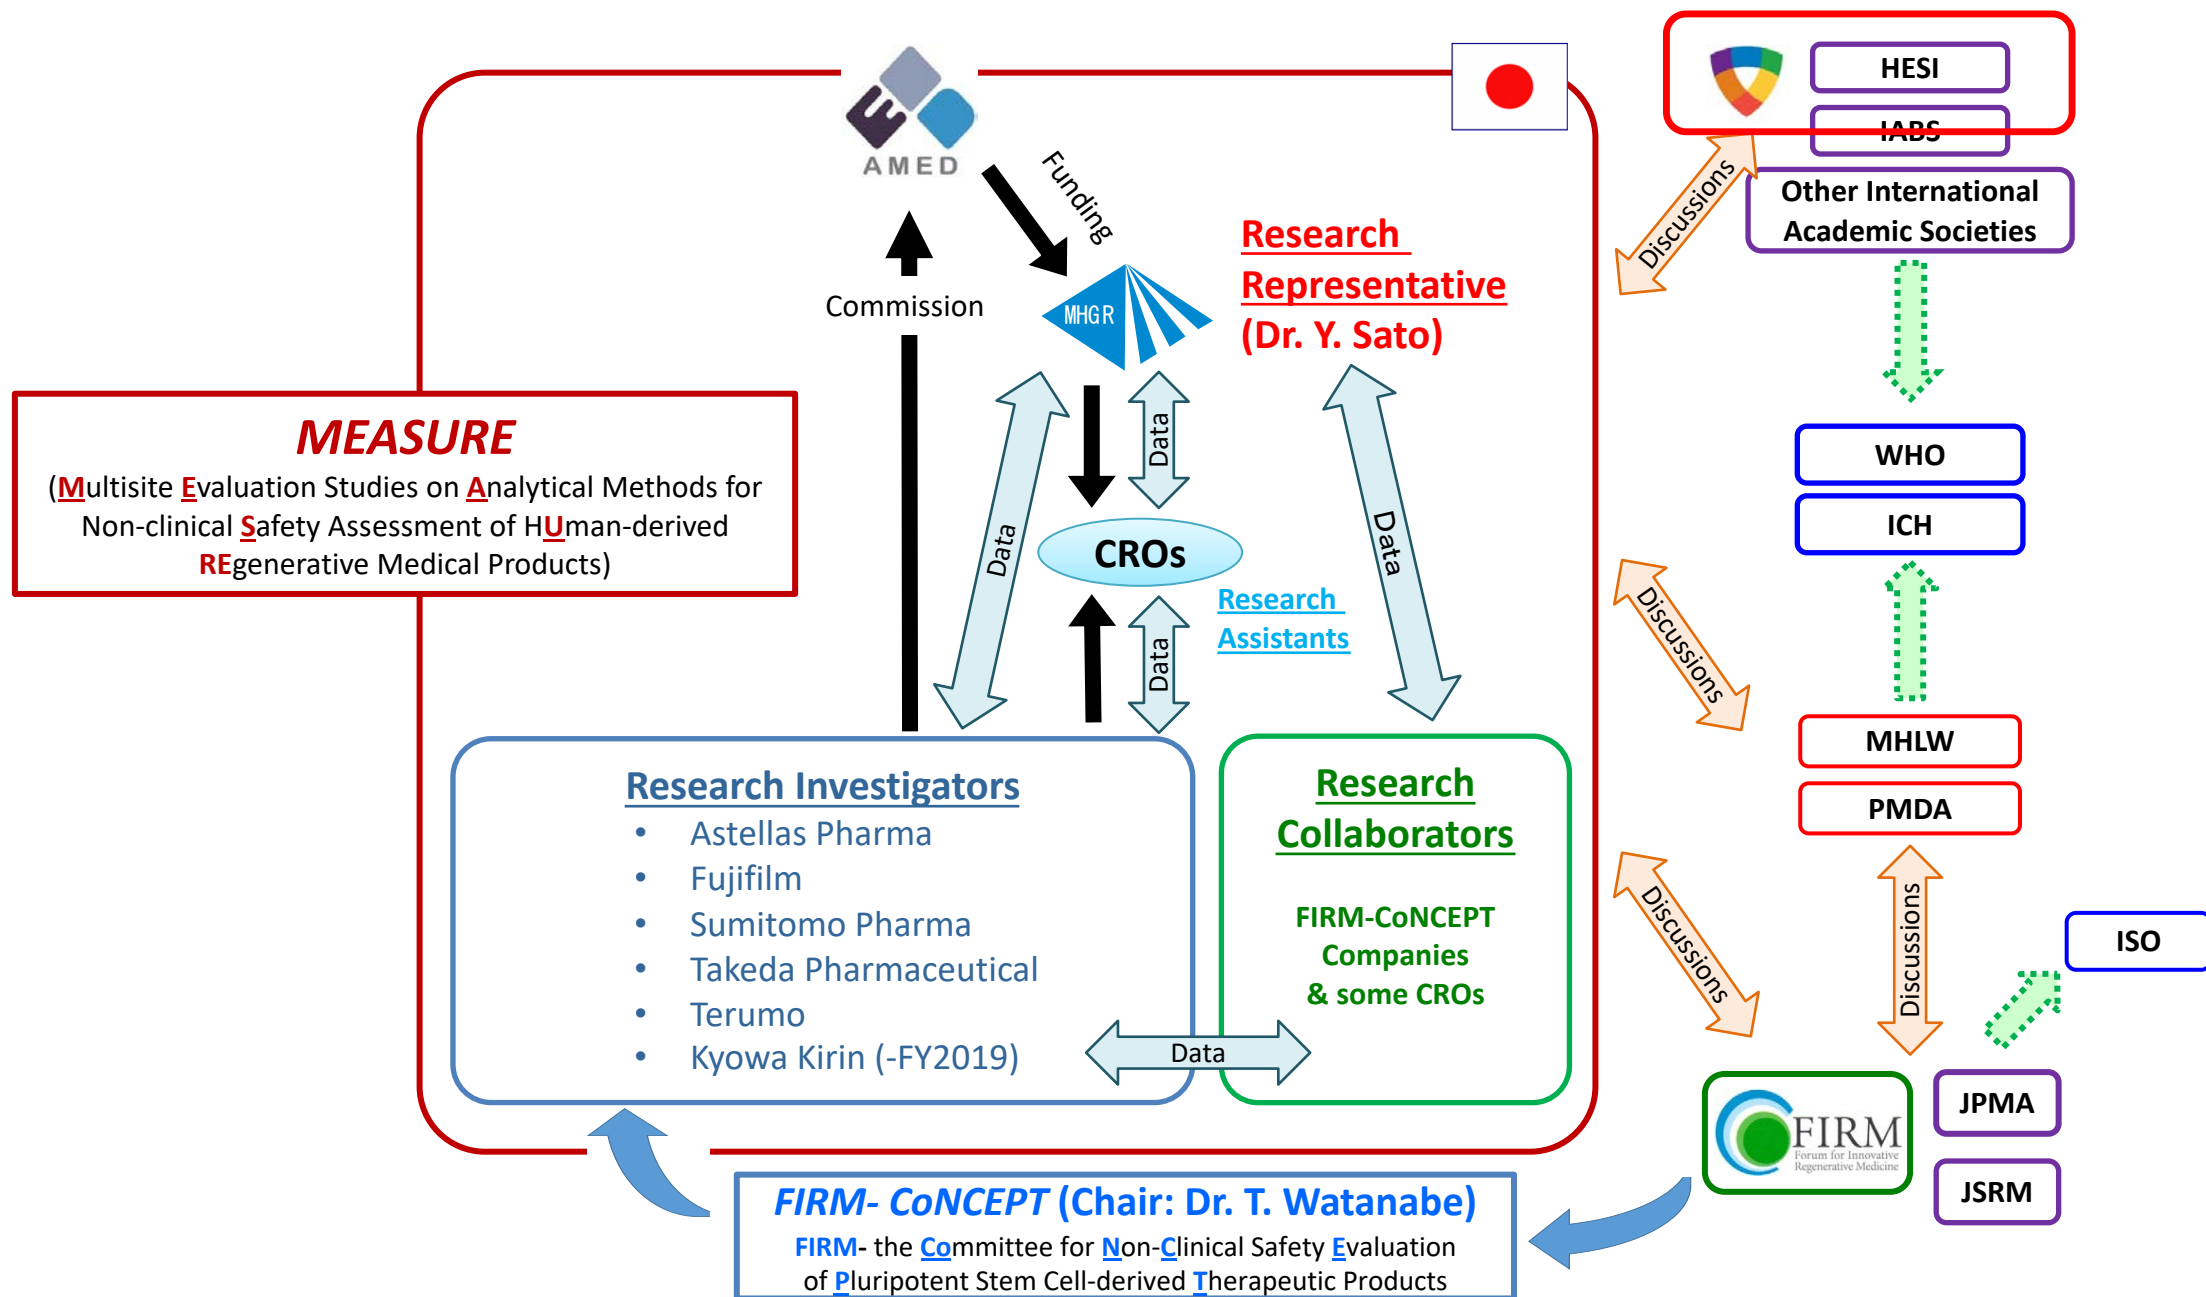 AMED
Funding
Commission
MHGR
Research
Representative
(Dr. Y. Sato)
MEASURE
(Multisite Evaluation Studies on Analytical Methods for
Non-clinical Safety Assessment of HUman-derived
REgenerative Medical Products)
Data
Data
Data
CROs
Research
Assistants
Data
Research Investigators
• Astellas Pharma
• Fujifilm
• Sumitomo Pharma
• Takeda Pharmaceutical
• Terumo
• Kyowa Kirin (-FY2019)
Data
Research
Collaborators
FIRM-CoNCEPT
Companies
& some CROs
FIRM- CoNCEPT (Chair: Dr. T. Watanabe)
FIRM- the Committee for Non-Clinical Safety Evaluation
of Pluripotent Stem Cell-derived Therapeutic Products
HESI
IABS
Other International
Academic Societies
Discussions
WHO
ICH
Discussions
MHLW
PMDA
Discussions
Discussions
ISO
FIRM
Forum for Innovative
Regenerative Medicine
JPMA
JSRM